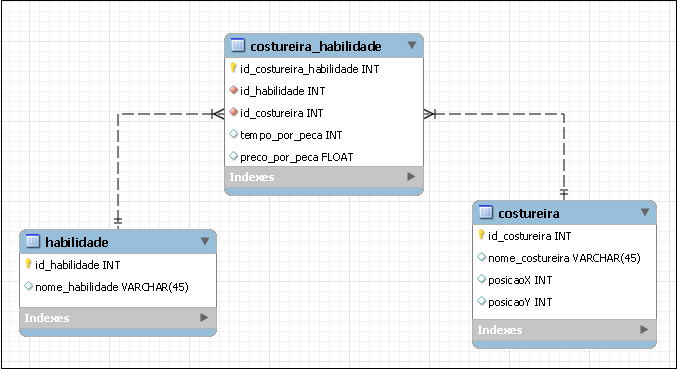 costureira_habilidade
id_costureira_habilidade INT
id_habilidade INT
id_costureira INT
tempo_por_peca INT
preco_por_peca FLOAT
Indexes
habilidade
id_habilidade INT
nome_habilidade VARCHAR(45)
Indexes
costureira
id_costureira INT
nome_costureira VARCHAR(45)
posicaoX INT
posicaoY INT
Indexes